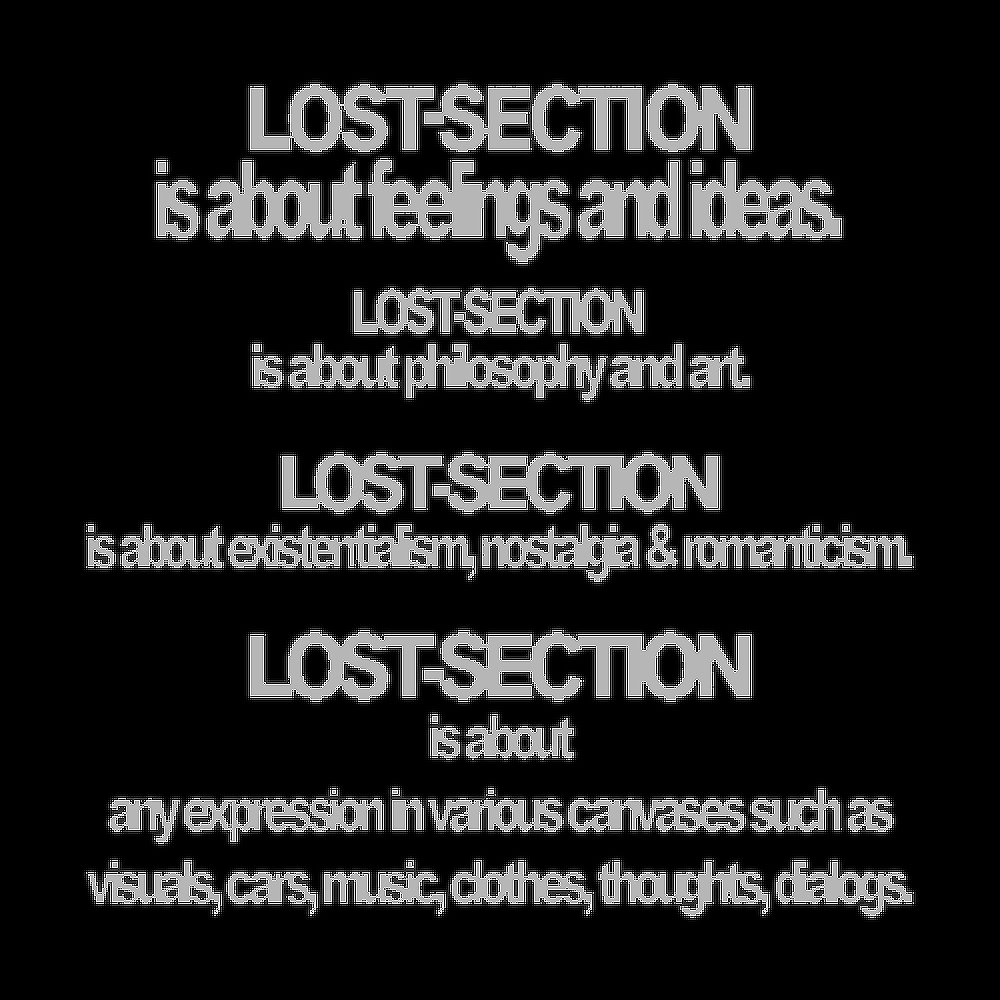 LOST-SECTION
is about feelings and ideas.
LOST-SECTION
is about philosophy and art.
LOST-SECTION
is about existentialism, nostalgia & romanticism.
LOST-SECTION
is about
any expression in various canvases such as
visuals, cars, music, clothes, thoughts, dialogs.